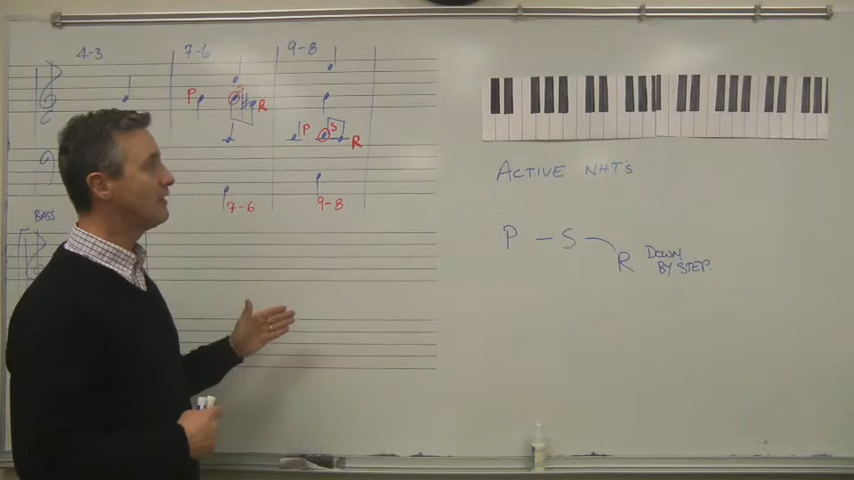 4-3 7-6 9-8
P S R P S R
7-6 9-8
BASS
ACTIVE NHT'S
P — S
R DOWN
BY STEP.